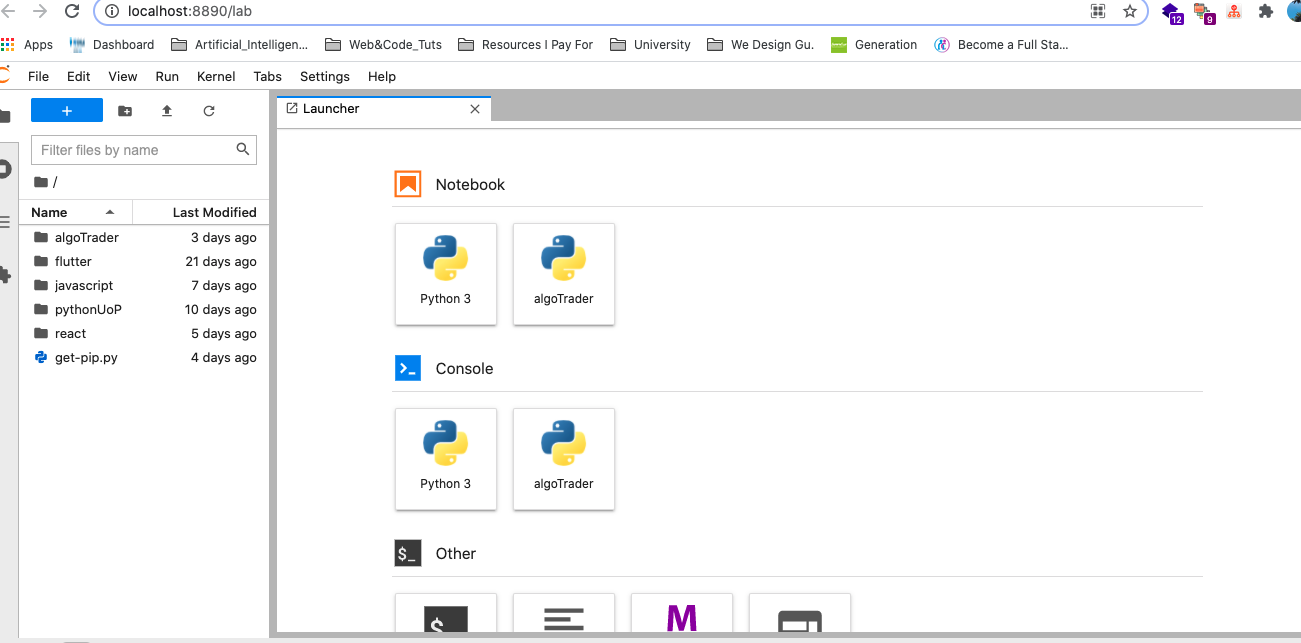 localhost:8890/lab
12
9
Apps Dashboard Artificial_Intelligen... Web&Code_Tuts Resources I Pay For University We Design Gu. Generation Become a Full Sta...
File Edit View Run Kernel Tabs Settings Help
+
Launcher
Filter files by name
/
Name Last Modified
algoTrader 3 days ago
flutter 21 days ago
javascript 7 days ago
pythonUoP 10 days ago
react 5 days ago
get-pip.py 4 days ago
Notebook
Python 3 algoTrader
Console
Python 3 algoTrader
$_ Other
$ M